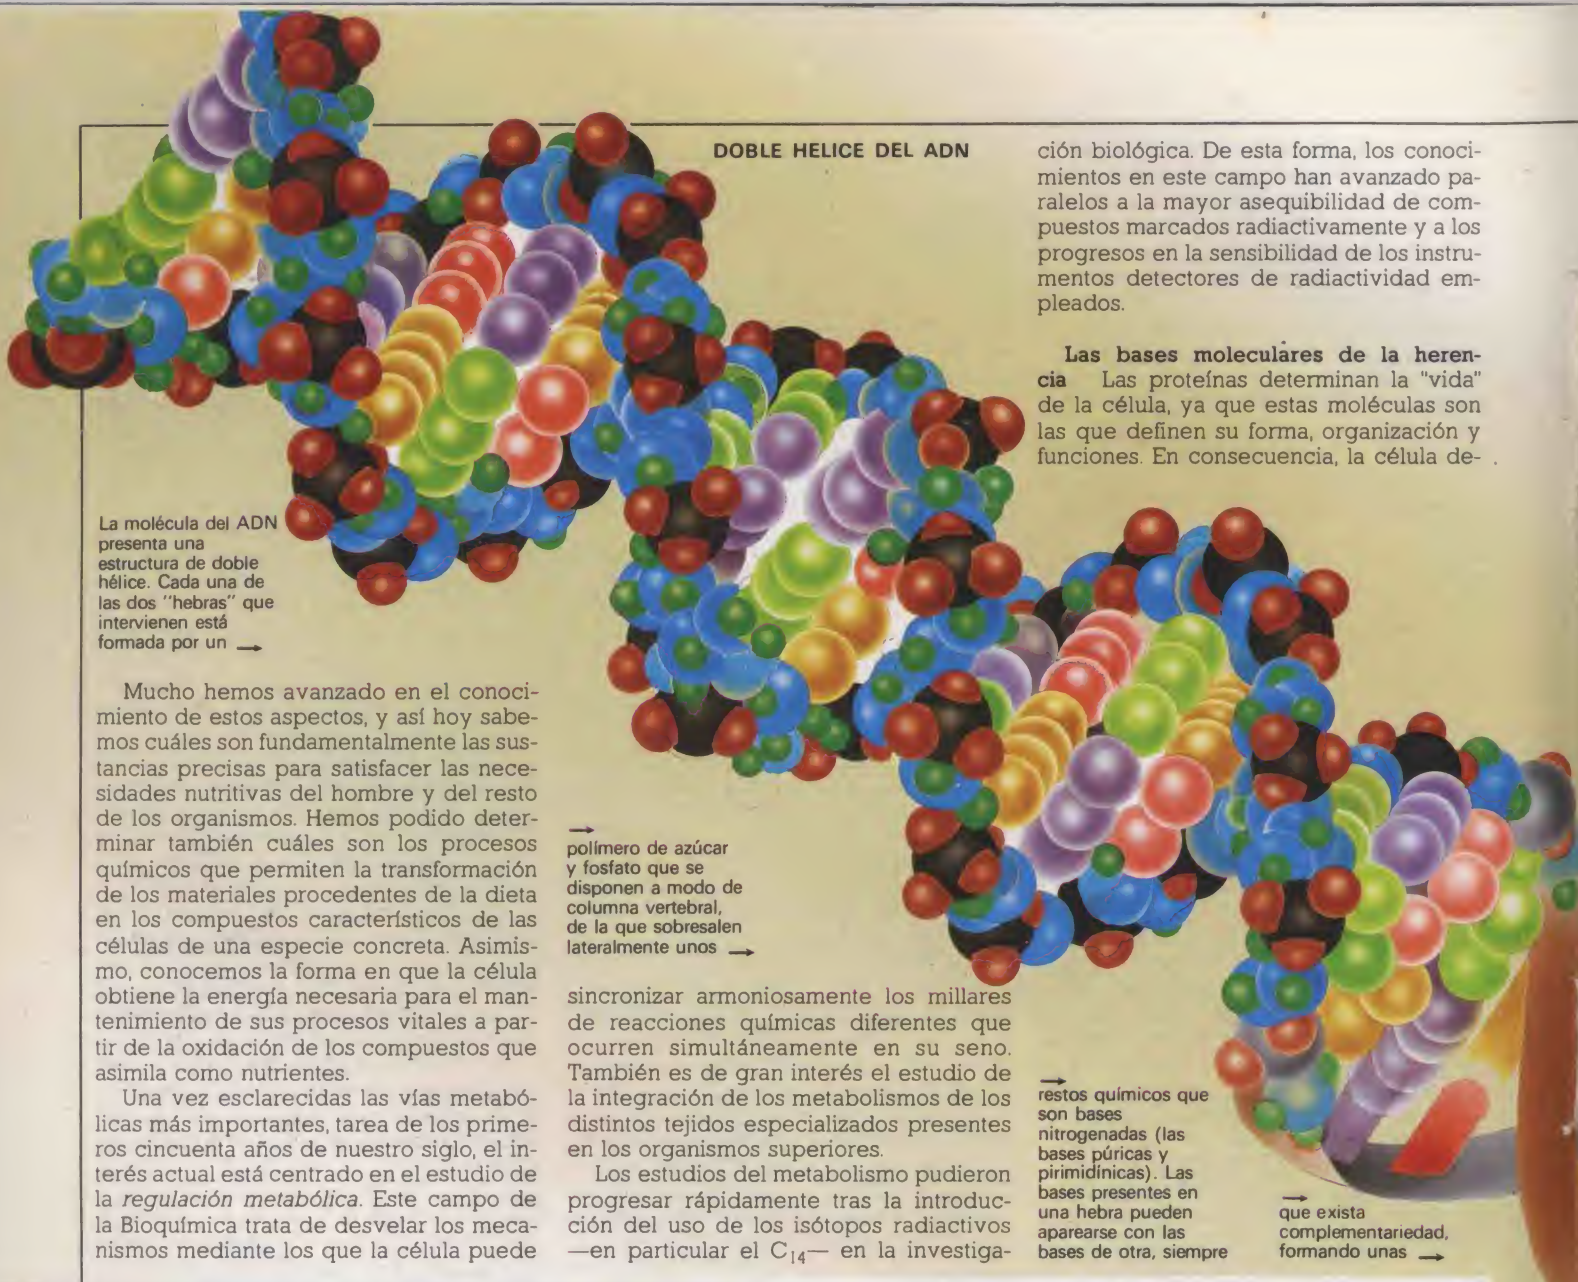 DOBLE HELICE DEL ADN
La molécula del ADN
presenta una
estructura de doble
hélice. Cada una de
las dos "hebras" que
intervienen está
formada por un →
Mucho hemos avanzado en el conoci-
miento de estos aspectos, y así hoy sabe-
mos cuáles son fundamentalmente las sus-
tancias precisas para satisfacer las nece-
sidades nutritivas del hombre y del resto
de los organismos. Hemos podido deter-
minar también cuáles son los procesos
químicos que permiten la transformación
de los materiales procedentes de la dieta
en los compuestos característicos de las
células de una especie concreta. Asimis-
mo, conocemos la forma en que la célula
obtiene la energía necesaria para el man-
tenimiento de sus procesos vitales a par-
tir de la oxidación de los compuestos que
asimila como nutrientes.
Una vez esclarecidas las vías metabó-
licas más importantes, tarea de los prime-
ros cincuenta años de nuestro siglo, el in-
terés actual está centrado en el estudio de
la regulación metabólica. Este campo de
la Bioquímica trata de desvelar los meca-
nismos mediante los que la célula puede
→
polímero de azúcar
y fosfato que se
disponen a modo de
columna vertebral,
de la que sobresalen
lateralmente unos →
sincronizar armoniosamente los millares
de reacciones químicas diferentes que
ocurren simultáneamente en su seno.
También es de gran interés el estudio de
la integración de los metabolismos de los
distintos tejidos especializados presentes
en los organismos superiores.
Los estudios del metabolismo pudieron
progresar rápidamente tras la introduc-
ción del uso de los isótopos radiactivos
—en particular el C₁₄— en la investiga-
ción biológica. De esta forma, los conoci-
mientos en este campo han avanzado pa-
ralelos a la mayor asequibilidad de com-
puestos marcados radiactivamente y a los
progresos en la sensibilidad de los instru-
mentos detectores de radiactividad em-
pleados.
Las bases moleculares de la heren-
cia Las proteínas determinan la "vida"
de la célula, ya que estas moléculas son
las que definen su forma, organización y
funciones. En consecuencia, la célula de-
→
restos químicos que
son bases
nitrogenadas (las
bases púricas y
pirimidínicas). Las
bases presentes en
una hebra pueden
aparearse con las
bases de otra, siempre
→
que exista
complementariedad,
formando unas →